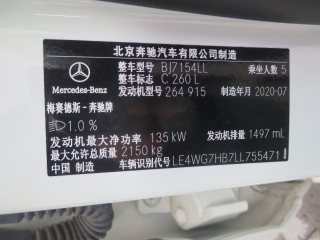 北京奔驰汽车有限公司制造
整车型号 BJ7154LL 乘坐人数 5
整车型号 C 260 L
发动机型号 264 915 制造年月 2020-07
Mercedes-Benz
梅赛德斯-奔驰牌
1.0 %
发动机最大净功率 135 kW 发动机排量 1497 mL
最大允许总质量 2150 kg
中国 制造 车辆识别代号 LE4WG7HB7LL755471